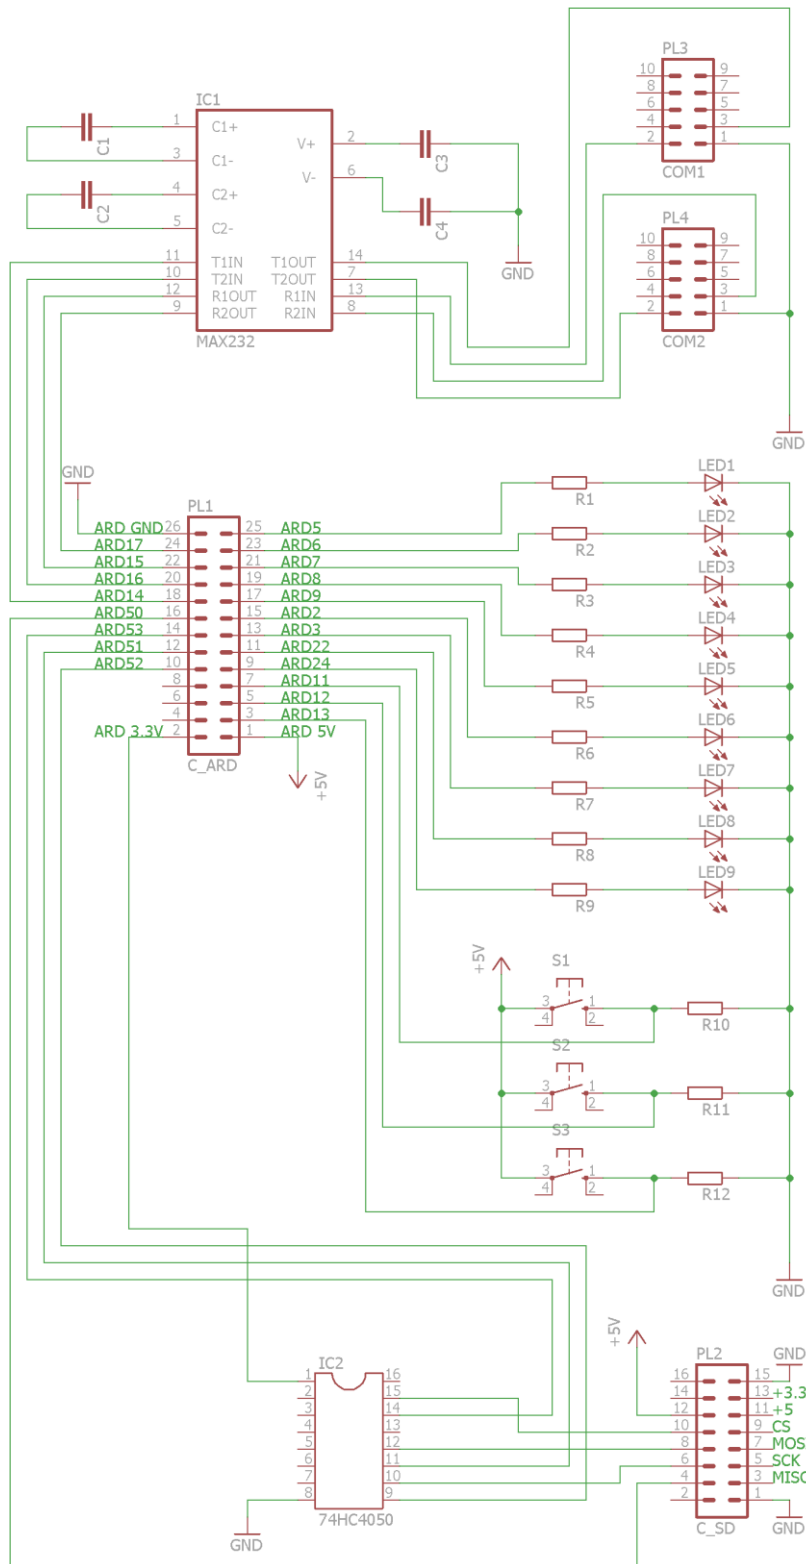 PL3
10 9
8 7
6 5
4 3
2 1
COM1
IC1
1 C1+
3 C1-
4 C2+
5 C2-
11 T1IN
10 T2IN
12 R1OUT
9 R2OUT
V+ 2
V- 6
T1OUT 14
T2OUT 7
R1IN 13
R2IN 8
MAX232
C1
C2
C3
C4
GND
PL4
10 9
8 7
6 5
4 3
2 1
COM2
GND
GND
PL1
ARD GND 26 25 ARD5
ARD17 24 23 ARD6
ARD15 22 21 ARD7
ARD16 20 19 ARD8
ARD14 18 17 ARD9
ARD50 16 15 ARD2
ARD53 14 13 ARD3
ARD51 12 11 ARD22
ARD52 10 9 ARD24
8 7 ARD11
6 5 ARD12
4 3 ARD13
ARD 3.3V 2 1 ARD 5V
C_ARD
+5V
LED1
R1
LED2
R2
LED3
R3
LED4
R4
LED5
R5
LED6
R6
LED7
R7
LED8
R8
LED9
R9
+5V
S1
3 1
4 2
R10
S2
3 1
4 2
R11
S3
3 1
4 2
R12
GND
IC2
1 16
2 15
3 14
4 13
5 12
6 11
7 10
8 9
74HC4050
GND
+5V
PL2
GND
16 15
14 13 +3.3
12 11 +5
10 9 CS
8 7 MOS
6 5 SCK
4 3 MISO
2 1
C_SD
GND